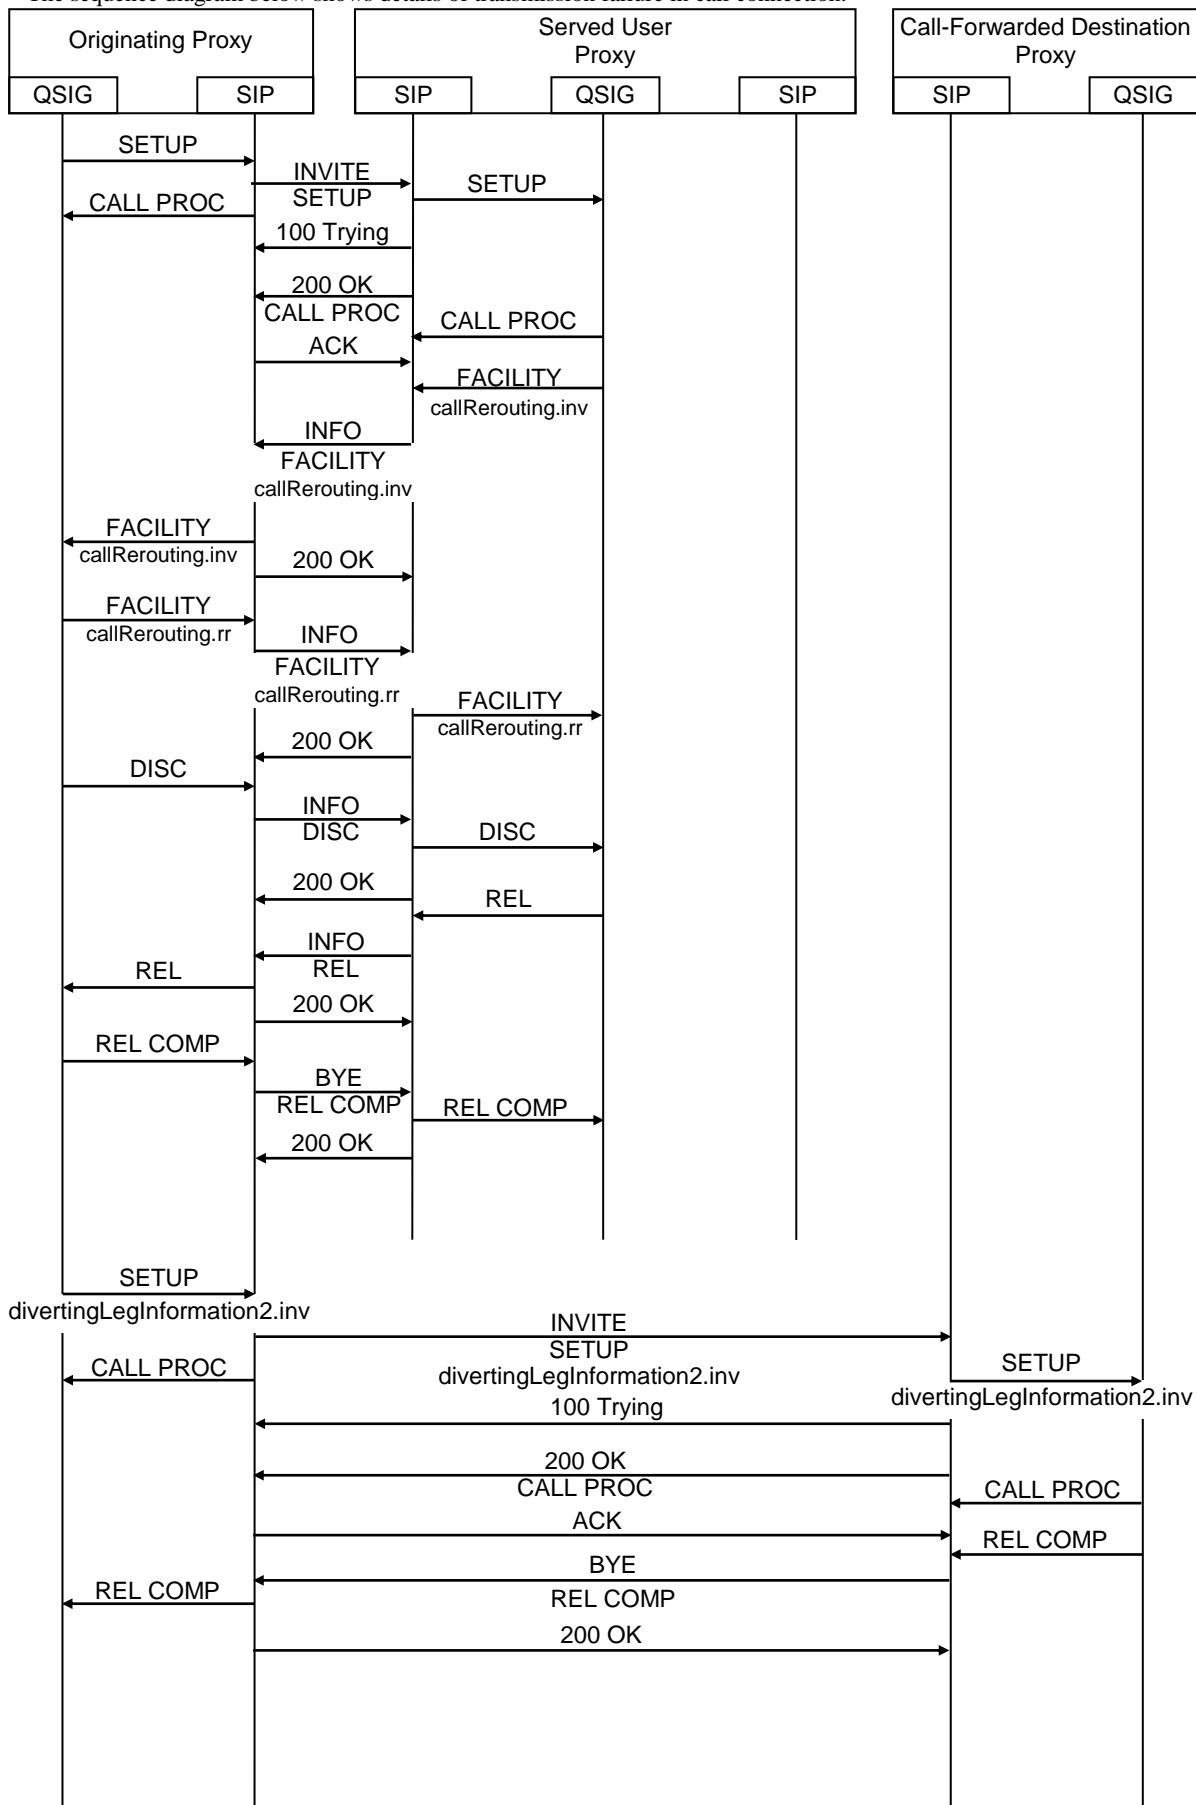 The sequence diagram below shows details of transmission failure in call connection.
Originating Proxy
Served User
Proxy
Call-Forwarded Destination
Proxy
QSIG
SIP
SIP
QSIG
SIP
SIP
QSIG
SETUP
INVITE
SETUP
SETUP
CALL PROC
100 Trying
200 OK
CALL PROC
CALL PROC
ACK
FACILITY
callRerouting.inv
INFO
FACILITY
callRerouting.inv
FACILITY
callRerouting.inv
200 OK
FACILITY
callRerouting.rr
INFO
FACILITY
callRerouting.rr
FACILITY
callRerouting.rr
200 OK
DISC
INFO
DISC
DISC
200 OK
REL
INFO
REL
REL
200 OK
REL COMP
BYE
REL COMP
REL COMP
200 OK
SETUP
divertingLegInformation2.inv
INVITE
SETUP
divertingLegInformation2.inv
CALL PROC
SETUP
divertingLegInformation2.inv
100 Trying
200 OK
CALL PROC
CALL PROC
ACK
REL COMP
BYE
REL COMP
REL COMP
200 OK